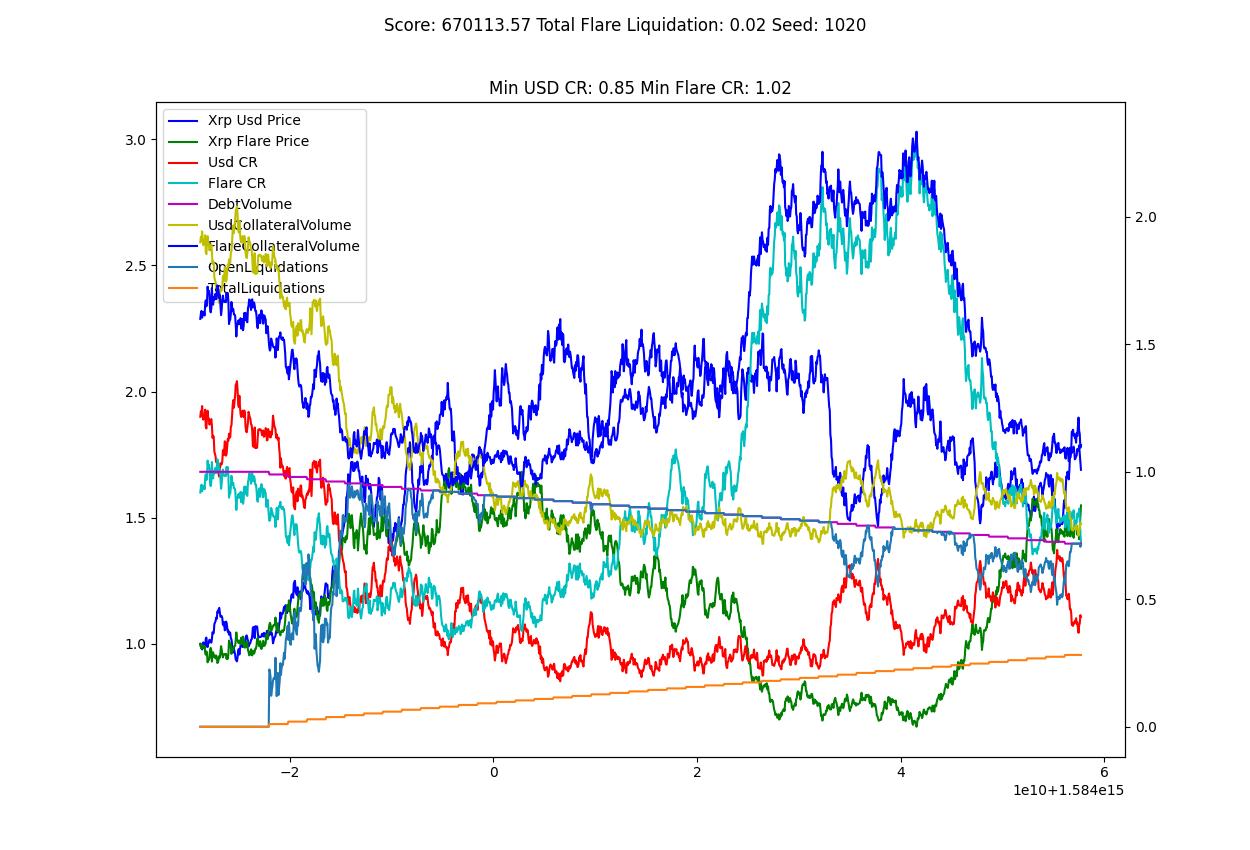 Score: 670113.57 Total Flare Liquidation: 0.02 Seed: 1020
Min USD CR: 0.85 Min Flare CR: 1.02
Xrp Usd Price
Xrp Flare Price
Usd CR
Flare CR
DebtVolume
UsdCollateralVolume
FlareCollateralVolume
OpenLiquidations
TotalLiquidations
3.0
2.5
2.0
1.5
1.0
2.0
1.5
1.0
0.5
0.0
−2
0
2
4
6
1e10+1.584e15